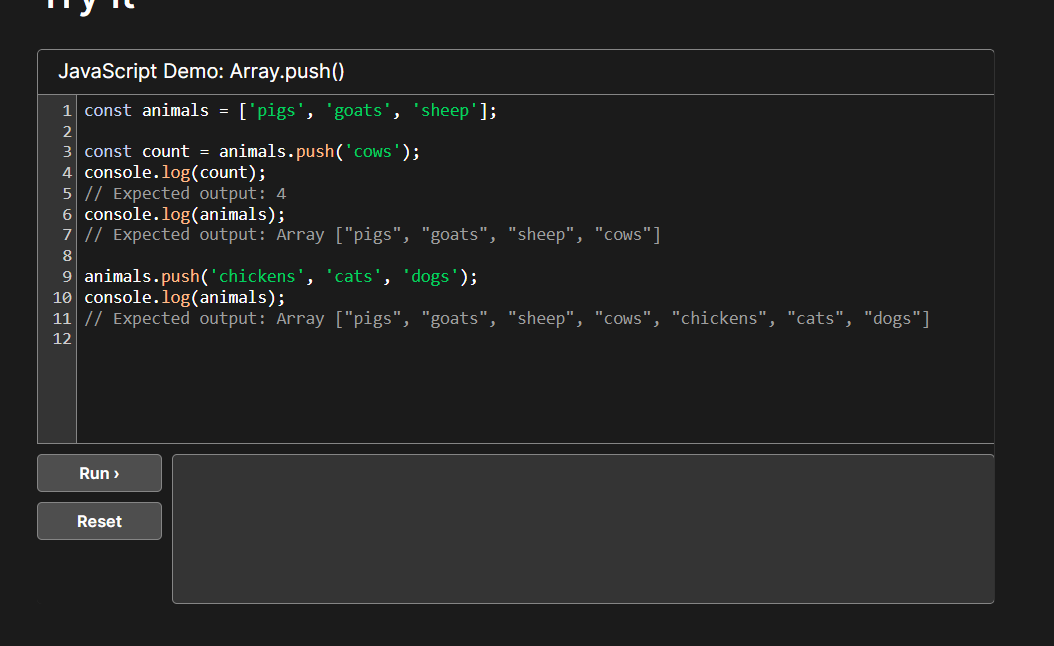 Try it
JavaScript Demo: Array.push()
1 const animals = ['pigs', 'goats', 'sheep'];
2
3 const count = animals.push('cows');
4 console.log(count);
5 // Expected output: 4
6 console.log(animals);
7 // Expected output: Array ["pigs", "goats", "sheep", "cows"]
8
9 animals.push('chickens', 'cats', 'dogs');
10 console.log(animals);
11 // Expected output: Array ["pigs", "goats", "sheep", "cows", "chickens", "cats", "dogs"]
12
Run ›
Reset